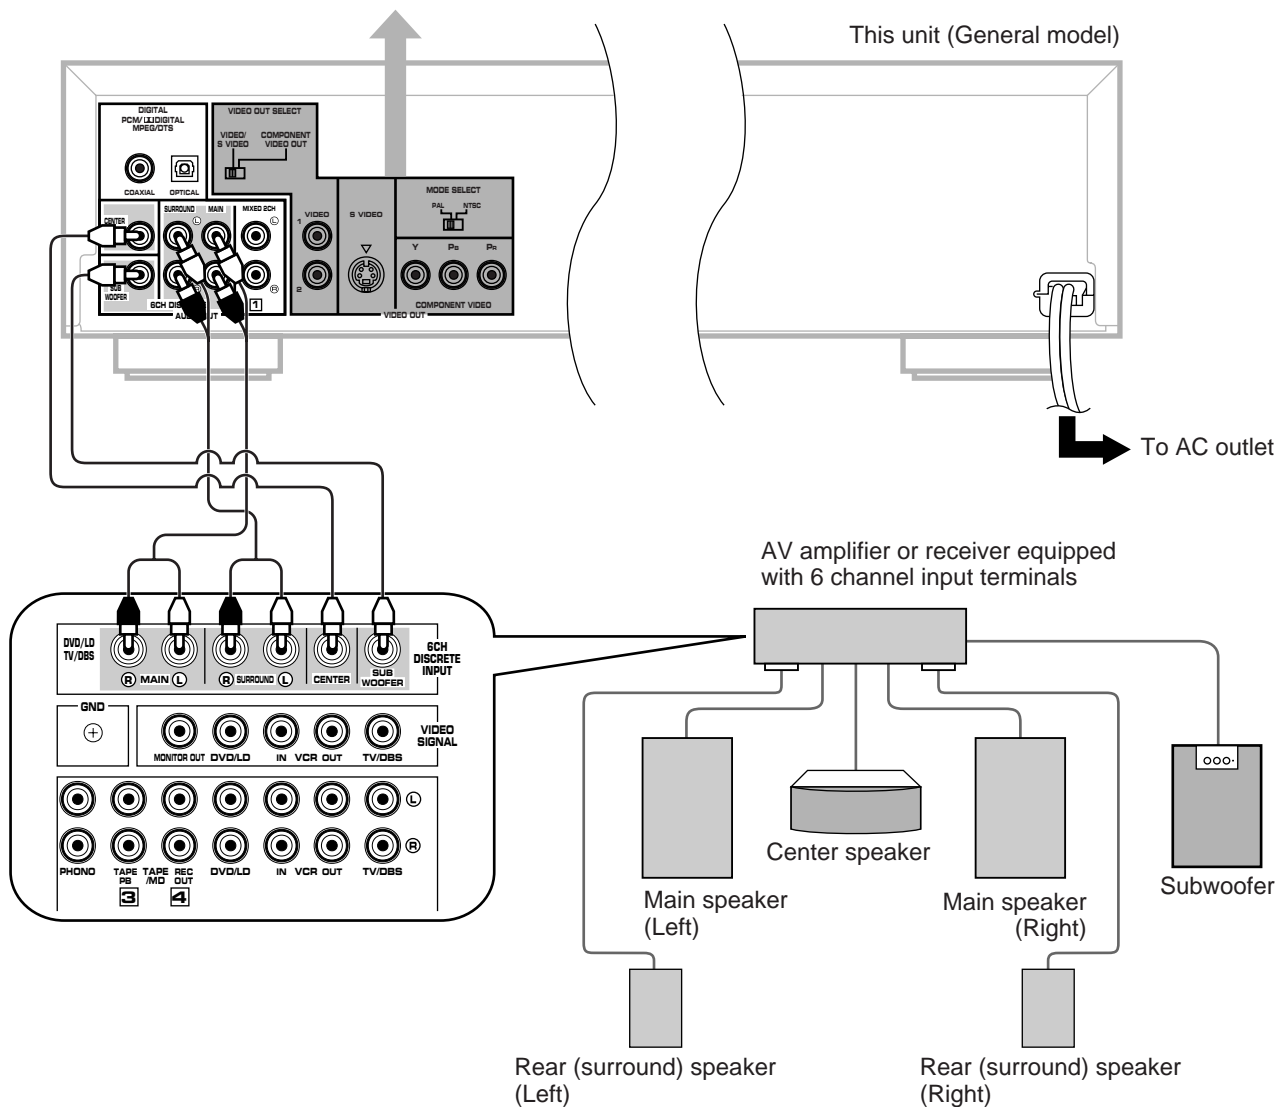 This unit (General model)
DIGITAL
PCM/DIGITAL
MPEG/DTS
COAXIAL
OPTICAL
VIDEO OUT SELECT
VIDEO/
S VIDEO
COMPONENT
VIDEO OUT
CENTER
SURROUND
MAIN
MIXED 2CH
L
L
SUB
WOOFER
R
R
6CH DIS
1
AU
UT
VIDEO
1
2
S VIDEO
MODE SELECT
PAL
NTSC
Y
PB
PR
COMPONENT VIDEO
VIDEO OUT
To AC outlet
AV amplifier or receiver equipped
with 6 channel input terminals
DVD/LD
TV/DBS
R MAIN L
R SURROUND L
CENTER
SUB
WOOFER
6CH
DISCRETE
INPUT
GND
MONITOR OUT
DVD/LD
IN VCR OUT
TV/DBS
VIDEO
SIGNAL
L
R
PHONO
TAPE
PB
TAPE
/MD
REC
OUT
DVD/LD
IN VCR OUT
TV/DBS
3
4
Center speaker
Main speaker
(Left)
Main speaker
(Right)
Subwoofer
Rear (surround) speaker
(Left)
Rear (surround) speaker
(Right)